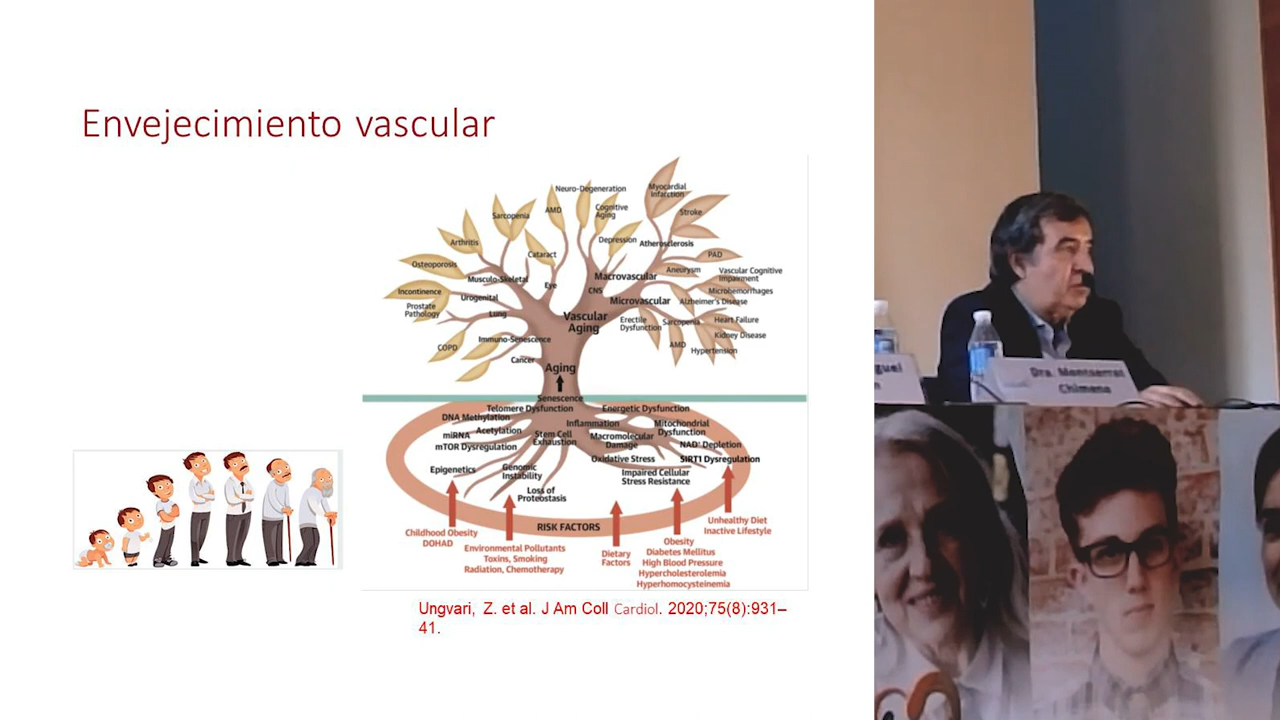 Envejecimiento vascular
Neuro-Degeneration
Myocardial
Infarction
AMD
Cognitive
Aging
Sarcopenia
Stroke
Arthritis
Depression
Atherosclerosis
Cataract
PAD
Osteoporosis
Musculo-Skeletal
Eye
Macrovascular
Aneurysm
Vascular Cognitive
Impairment
CNS
Incontinence
Urogenital
Microvascular
Microhemorrhages
Alzheimer's Disease
Prostate
Pathology
Lung
Vascular
Aging
Erectile
Dysfunction
Sarcopenia
Heart Failure
Kidney Disease
COPD
Immuno-Senescence
AMD
Hypertension
Cancer
Aging
Senescence
Telomere Dysfunction
Energetic Dysfunction
DNA Methylation
Inflammation
Mitochondrial
Dysfunction
miRNA
Acetylation
Stem Cell
Exhaustion
Macromolecular
Damage
mTOR Dysregulation
NAD+ Depletion
Oxidative Stress
SIRT1 Dysregulation
Epigenetics
Genomic
Instability
Impaired Cellular
Stress Resistance
Loss of
Proteostasis
RISK FACTORS
Childhood Obesity
DOHAD
Environmental Pollutants
Toxins, Smoking
Radiation, Chemotherapy
Dietary
Factors
Obesity
Diabetes Mellitus
High Blood Pressure
Hypercholesterolemia
Hyperhomocysteinemia
Unhealthy Diet
Inactive Lifestyle
Ungvari, Z. et al. J Am Coll Cardiol. 2020;75(8):931–
41.
Dra. Montserrat
Chimeno